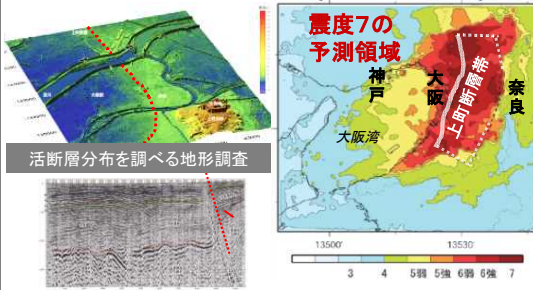 活断層分布を調べる地形調査
震度7の
予測領域
神戸
大阪
上町断層帯
奈良
大阪湾
13500'
13530'
3 4 5弱 5強 6弱 6強 7